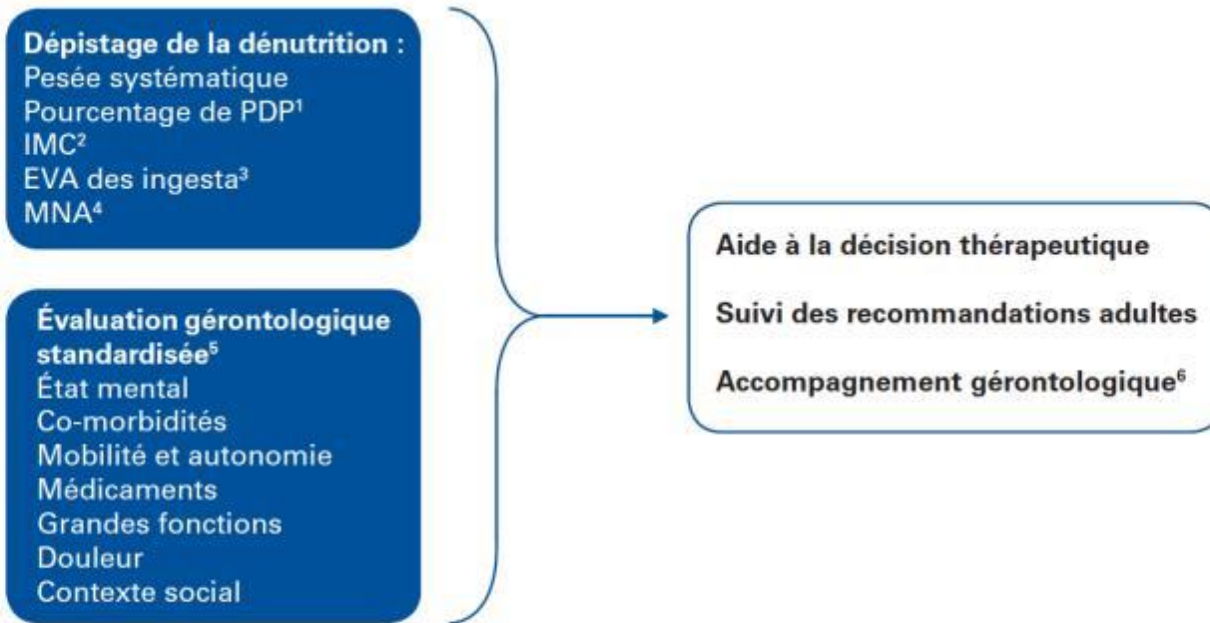 Dépistage de la dénutrition :
Pesée systématique
Pourcentage de PDP¹
IMC²
EVA des ingesta³
MNA⁴
Évaluation gérontologique
standardisée⁵
État mental
Co-morbidités
Mobilité et autonomie
Médicaments
Grandes fonctions
Douleur
Contexte social
Aide à la décision thérapeutique
Suivi des recommandations adultes
Accompagnement gérontologique⁶